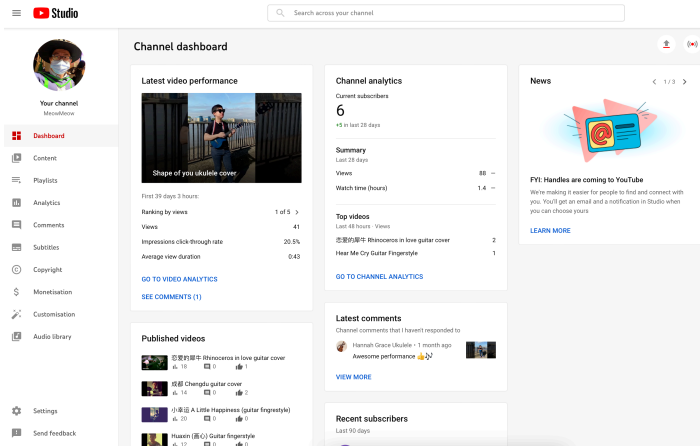 Studio
Search across your channel
Channel dashboard
Your channel
MeowMeow
Dashboard
Content
Playlists
Analytics
Comments
Subtitles
Copyright
Monetisation
Customisation
Audio library
Settings
Send feedback
Latest video performance
Shape of you ukulele cover
First 39 days 3 hours:
Ranking by views 1 of 5
Views 41
Impressions click-through rate 20.5%
Average view duration 0:43
GO TO VIDEO ANALYTICS
SEE COMMENTS (1)
Published videos
恋爱的犀牛 Rhinoceros in love guitar cover
18 0 1
成都 Chengdu guitar cover
14 0 2
小幸运 A Little Happiness (guitar fingrestyle)
20 0 4
Huaxin (画心) Guitar fingerstyle
12 0 4
Channel analytics
Current subscribers
6
+5 in last 28 days
Summary
Last 28 days
Views 88 —
Watch time (hours) 1.4 —
Top videos
Last 48 hours · Views
恋爱的犀牛 Rhinoceros in love guitar cover 2
Hear Me Cry Guitar Fingerstyle 1
GO TO CHANNEL ANALYTICS
Latest comments
Channel comments that I haven't responded to
Hannah Grace Ukulele • 1 month ago
Awesome performance 👍🎶
VIEW MORE
Recent subscribers
Last 90 days
News
1 / 3
FYI: Handles are coming to YouTube
We're making it easier for people to find and connect with
you. You'll get an email and a notification in Studio when
you can choose yours
LEARN MORE